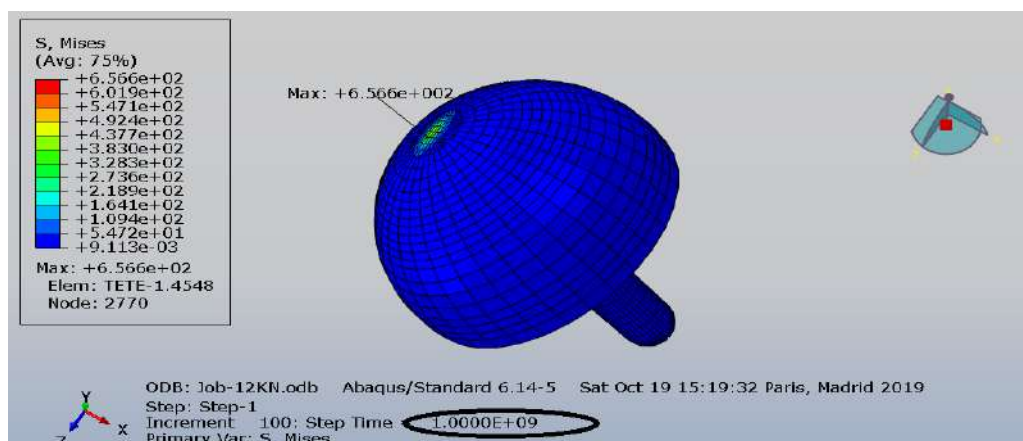 S, Mises
(Avg: 75%)
+6.566e+02
+6.019e+02
+5.471e+02
+4.924e+02
+4.377e+02
+3.830e+02
+3.283e+02
+2.736e+02
+2.189e+02
+1.641e+02
+1.094e+02
+5.472e+01
+9.113e-03
Max: +6.566e+02
Elem: TETE-1.4548
Node: 2770
Max: +6.566e+002
ODB: Job-12KN.odb Abaqus/Standard 6.14-5 Sat Oct 19 15:19:32 Paris, Madrid 2019
Step: Step-1
Increment 100: Step Time 1.0000E+09
Primary Var: S, Mises
Y
X
Z